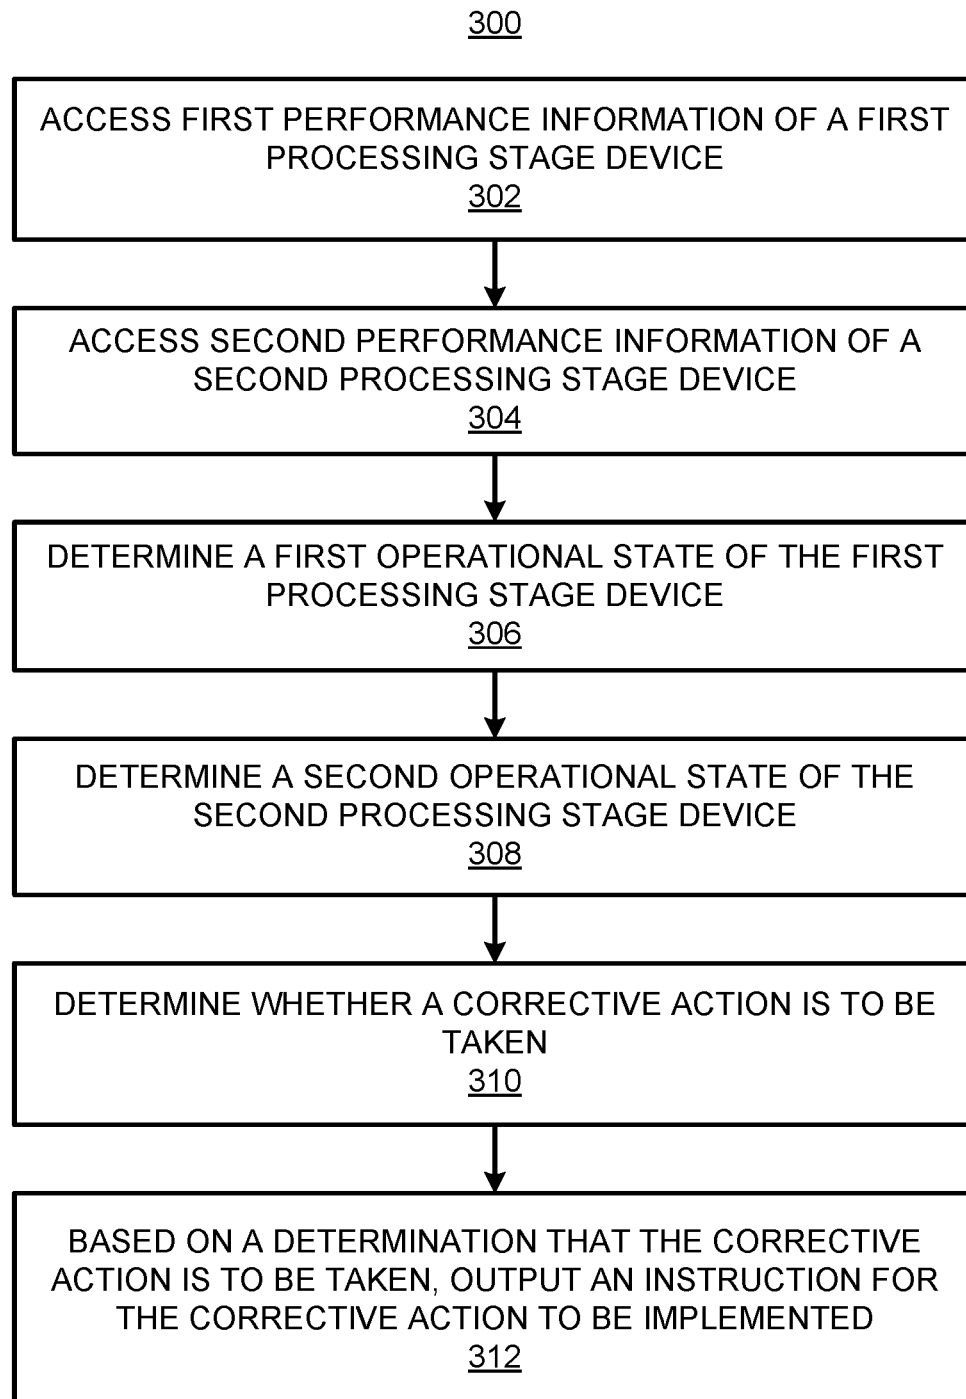 300
ACCESS FIRST PERFORMANCE INFORMATION OF A FIRST
PROCESSING STAGE DEVICE
302
ACCESS SECOND PERFORMANCE INFORMATION OF A
SECOND PROCESSING STAGE DEVICE
304
DETERMINE A FIRST OPERATIONAL STATE OF THE FIRST
PROCESSING STAGE DEVICE
306
DETERMINE A SECOND OPERATIONAL STATE OF THE
SECOND PROCESSING STAGE DEVICE
308
DETERMINE WHETHER A CORRECTIVE ACTION IS TO BE
TAKEN
310
BASED ON A DETERMINATION THAT THE CORRECTIVE
ACTION IS TO BE TAKEN, OUTPUT AN INSTRUCTION FOR
THE CORRECTIVE ACTION TO BE IMPLEMENTED
312